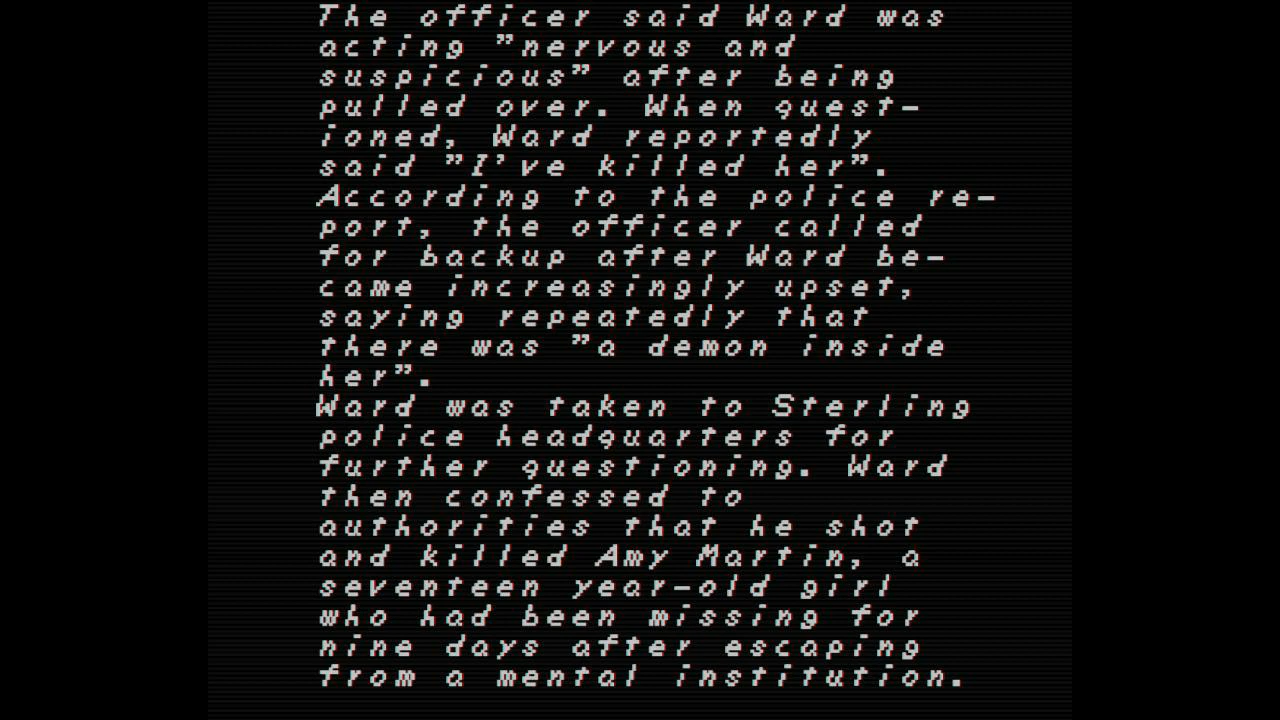 The officer said Ward was
acting "nervous and
suspicious" after being
pulled over. When quest-
ioned, Ward reportedly
said "I've killed her".
According to the police re-
port, the officer called
for backup after Ward be-
came increasingly upset,
saying repeatedly that
there was "a demon inside
her".
Ward was taken to Sterling
police headquarters for
further questioning. Ward
then confessed to
authorities that he shot
and killed Amy Martin, a
seventeen year-old girl
who had been missing for
nine days after escaping
from a mental institution.